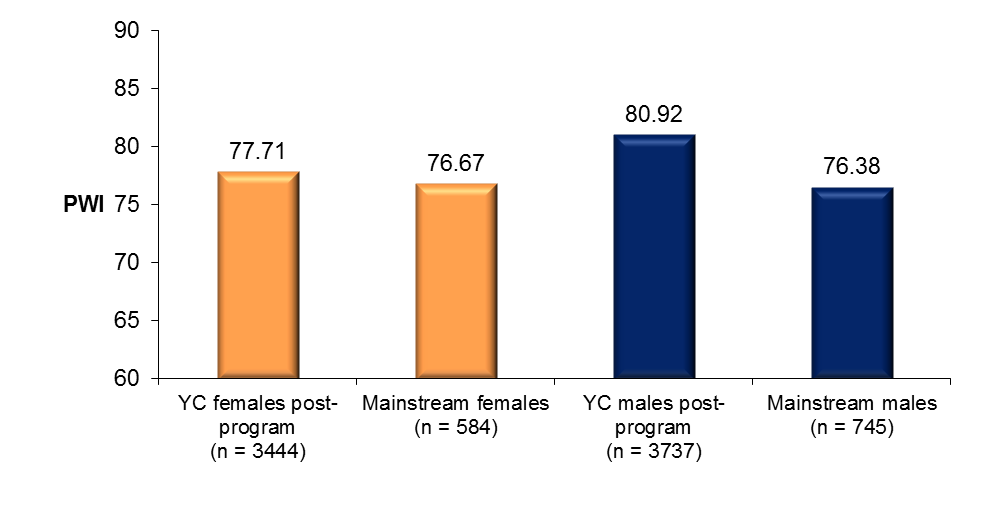 90
85
80
75
70
65
60
PWI
77.71
76.67
80.92
76.38
YC females post-
program
(n = 3444)
Mainstream females
(n = 584)
YC males post-
program
(n = 3737)
Mainstream males
(n = 745)